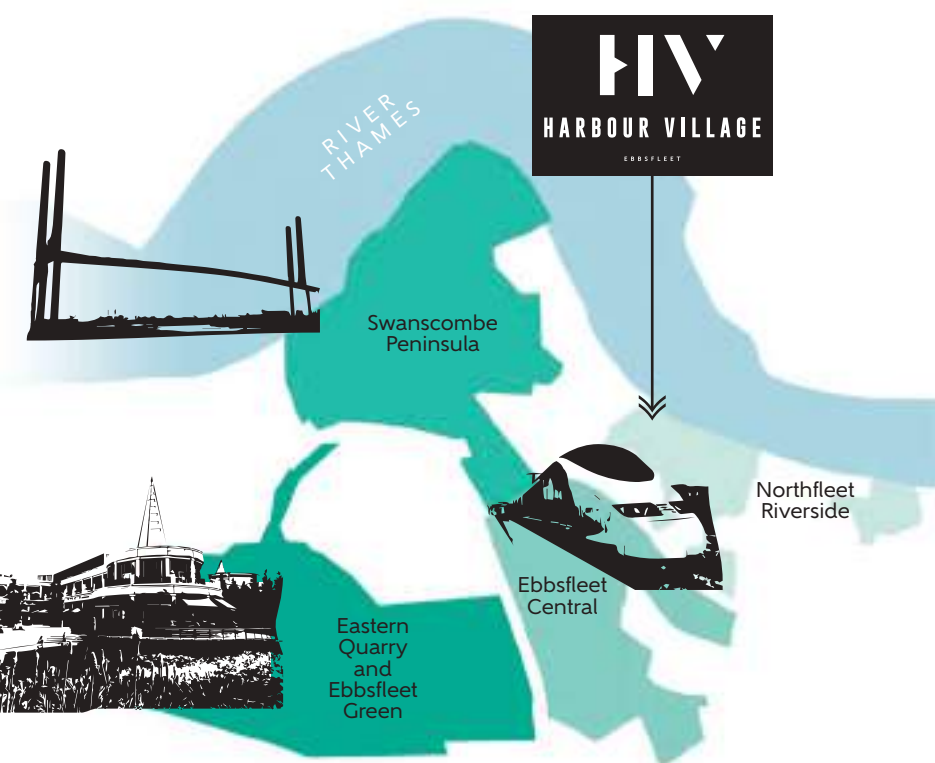 HV
HARBOUR VILLAGE
EBBSFLEET
RIVER
THAMES
Swanscombe
Peninsula
Northfleet
Riverside
Ebbsfleet
Central
Eastern
Quarry
and
Ebbsfleet
Green